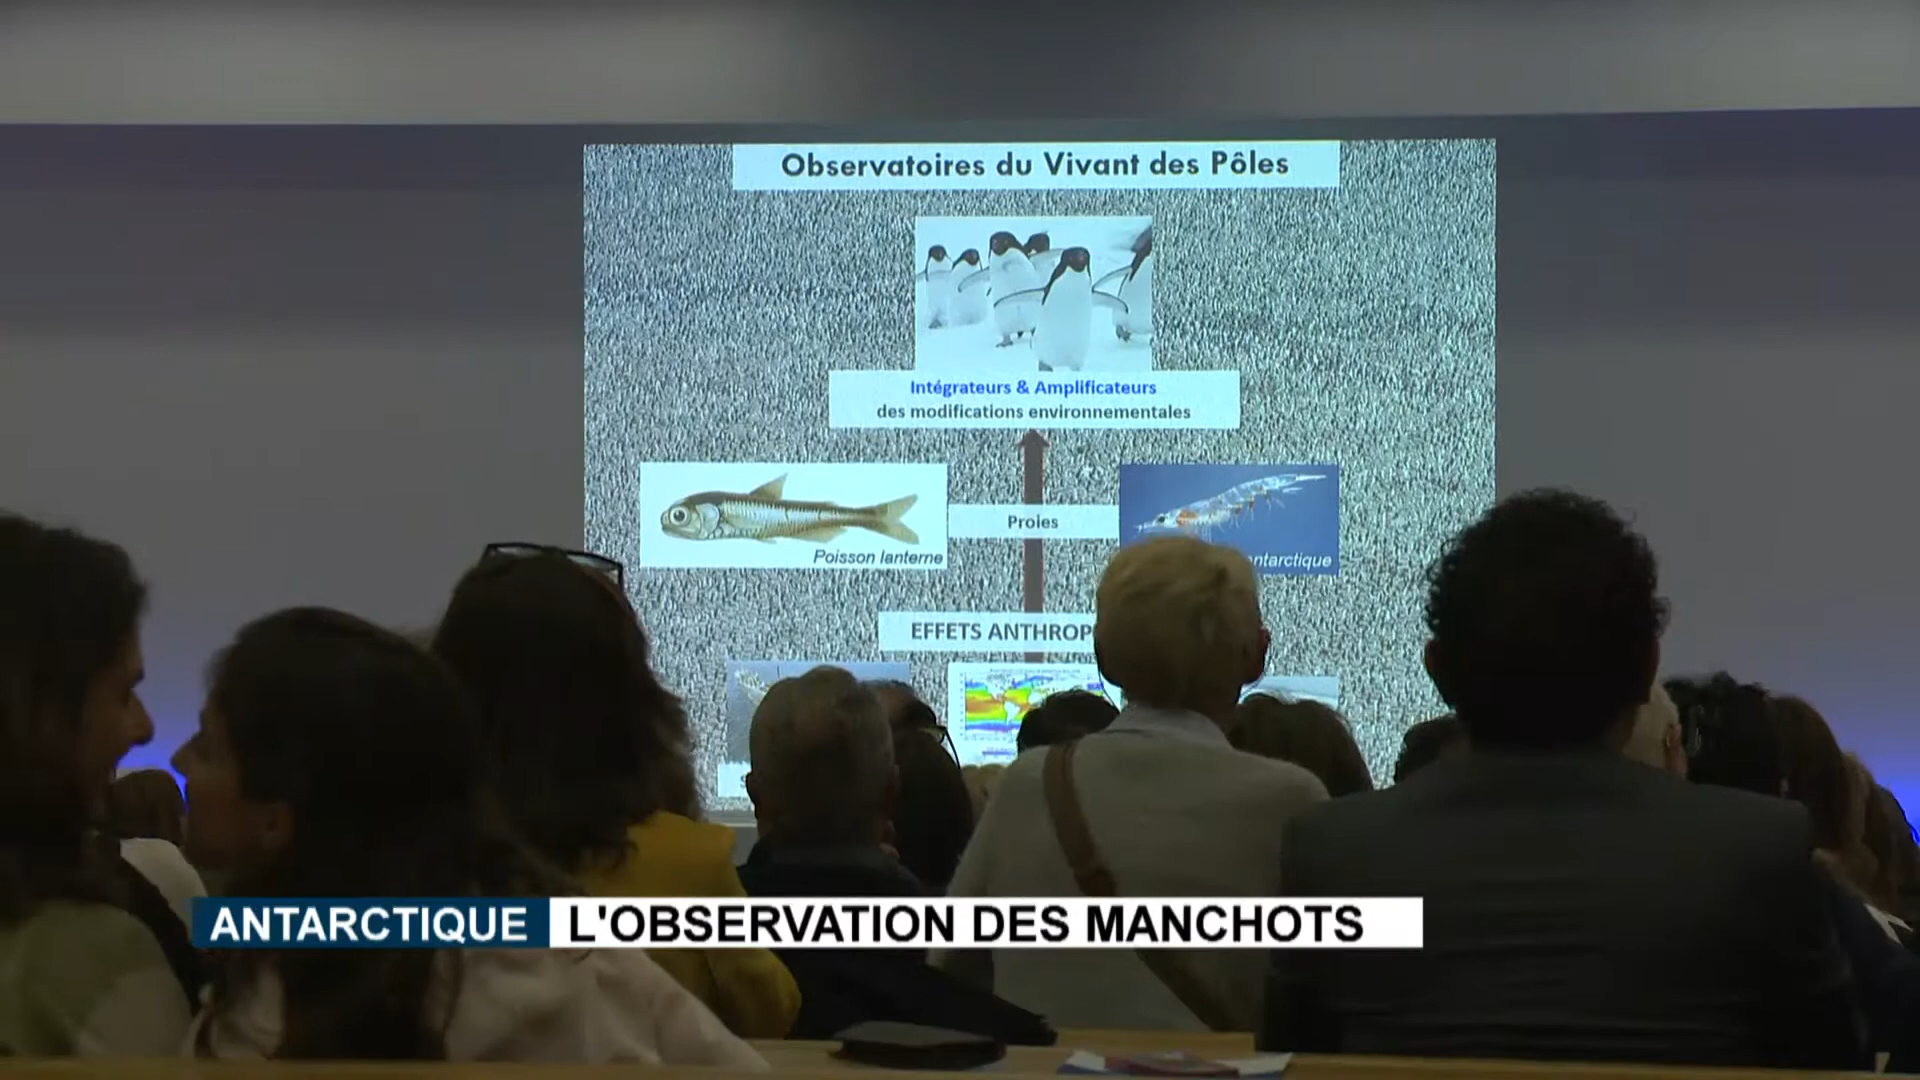 Observatoires du Vivant des Pôles
Intégrateurs & Amplificateurs
des modifications environnementales
Proies
Poisson lanterne
antarctique
EFFETS ANTHROP
ANTARCTIQUE L'OBSERVATION DES MANCHOTS